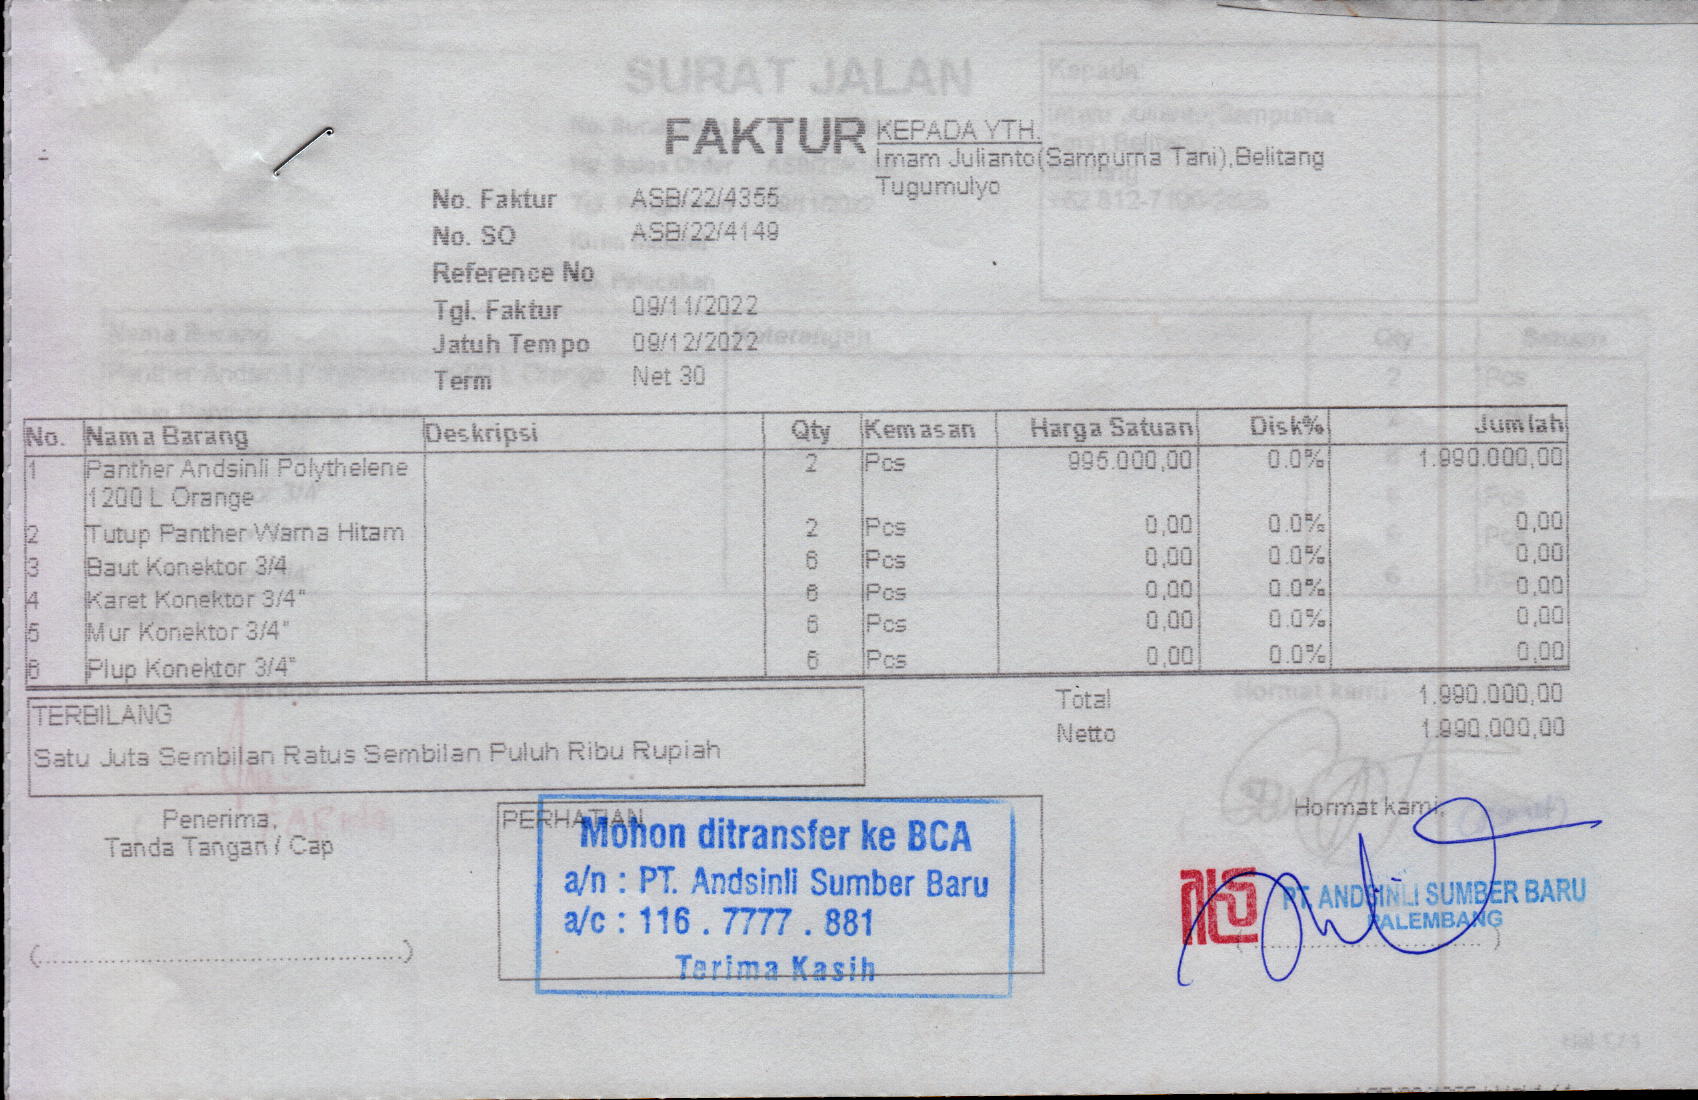 SURAT JALAN
Kepada
FAKTUR
KEPADA YTH.
Imam Julianto(Sampurna Tani),Belitang
Tugumulyo
No. Faktur ASB/22/4355
No. SO ASB/22/4149
Reference No
Tgl. Faktur 09/11/2022
Jatuh Tempo 09/12/2022
Term Net 30
Nama Barang Keterangan Qty Satuan
No. Nama Barang Deskripsi Qty Kemasan Harga Satuan Disk% Jumlah
1 Panther Andsinli Polythelene 2 Pcs 995.000,00 0.0% 1.990.000,00
1200 L Orange
2 Tutup Panther Warna Hitam 2 Pcs 0,00 0.0% 0,00
3 Baut Konektor 3/4 6 Pcs 0,00 0.0% 0,00
4 Karet Konektor 3/4" 6 Pcs 0,00 0.0% 0,00
5 Mur Konektor 3/4" 6 Pcs 0,00 0.0% 0,00
6 Plup Konektor 3/4" 6 Pcs 0,00 0.0% 0,00
Total 1.990.000,00
Netto 1.990.000,00
TERBILANG
Satu Juta Sembilan Ratus Sembilan Puluh Ribu Rupiah
Penerima,
Tanda Tangan / Cap
(........................................)
PERHATIAN
Mohon ditransfer ke BCA
a/n : PT. Andsinli Sumber Baru
a/c : 116 . 7777 . 881
Terima Kasih
Hormat kami
Hormat kami,
PT. ANDSINLI SUMBER BARU
PALEMBANG